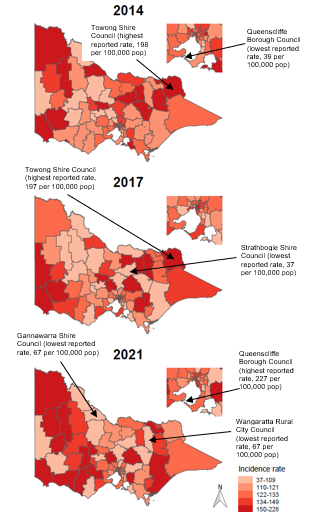 2014
Towong Shire
Council (highest
reported rate, 198
per 100,000 pop)
Queenscliffe
Borough Council
(lowest reported
rate, 39 per
100,000 pop)
Towong Shire Council
(highest reported rate,
197 per 100,000 pop)
2017
Strathbogie Shire
Council (lowest
reported rate, 37
per 100,000 pop)
Gannawarra Shire
Council (lowest reported
rate, 67 per 100,000 pop)
2021
Queenscliffe
Borough Council
(highest reported
rate, 227 per
100,000 pop)
Wangaratta Rural
City Council
(lowest reported
rate, 67 per
100,000 pop)
Incidence rate
37-109
110-121
122-133
134-149
150-228
N